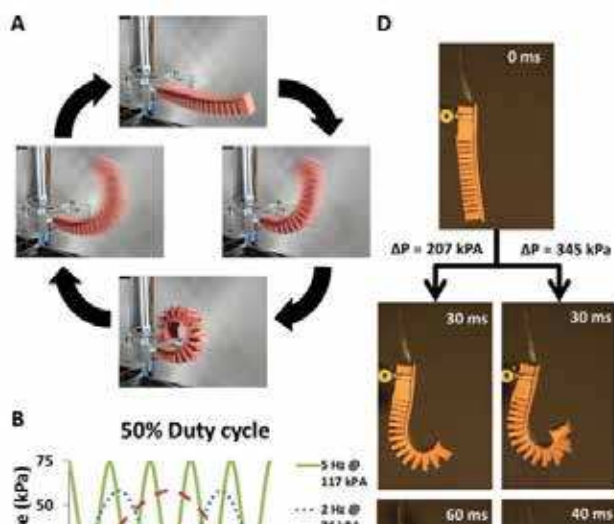 A
D
0 ms
ΔP = 207 kPA
ΔP = 345 kPa
30 ms
30 ms
B
50% Duty cycle
75
50
5 Hz @
117 kPA
2 Hz @
60 ms
40 ms